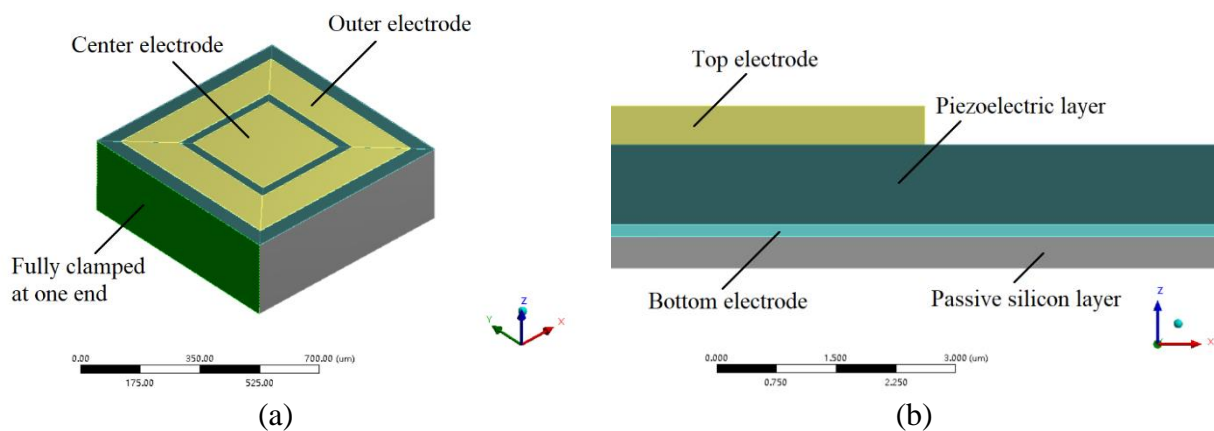 Center electrode
Outer electrode
Fully clamped
at one end
Z
Y
X
0.00
350.00
700.00 (um)
175.00
525.00
(a)
Top electrode
Piezoelectric layer
Bottom electrode
Passive silicon layer
Z
X
0.000
1.500
3.000 (um)
0.750
2.250
(b)